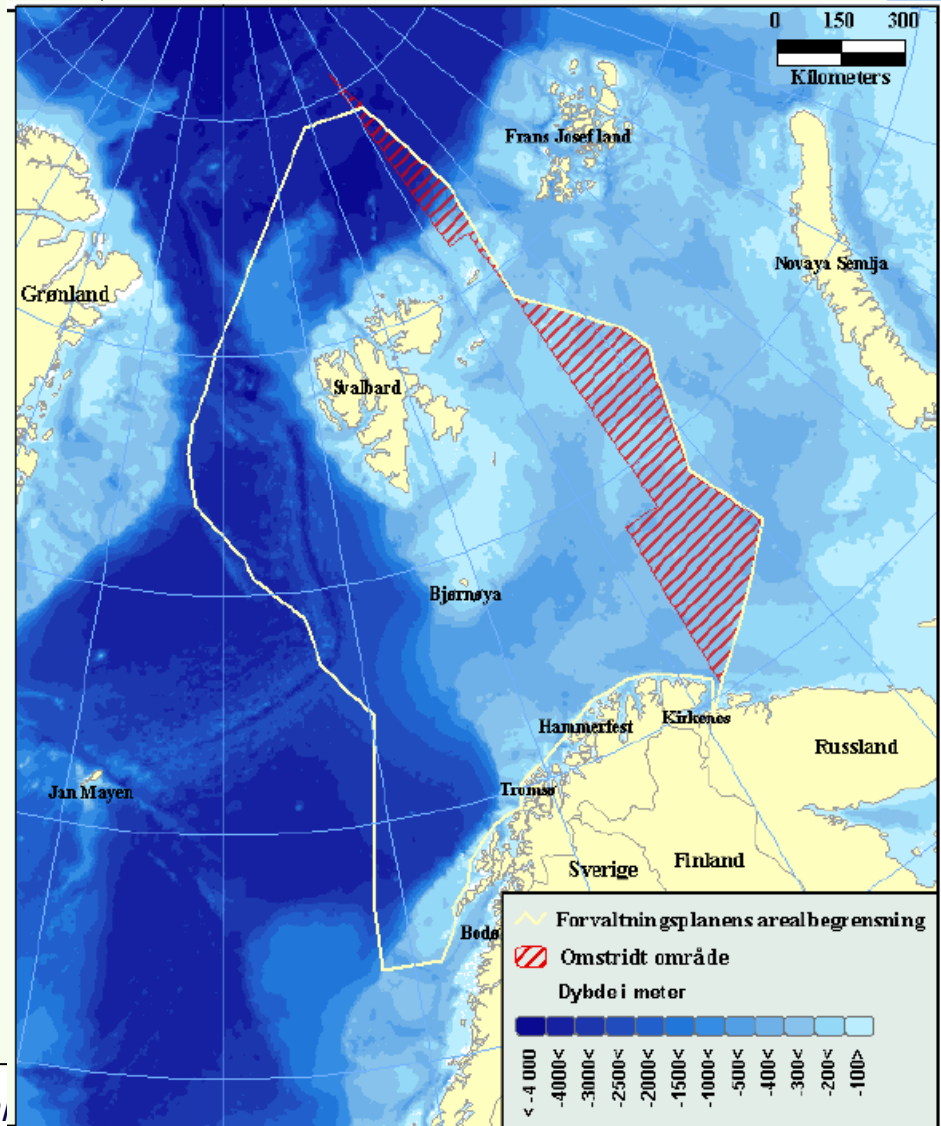 0 150 300
Kilometers
Frans Josef land
Novaya Semlja
Grønland
Svalbard
Bjørnøya
Hammerfest
Kirkenes
Russland
Jan Mayen
Tromsø
Sverige
Finland
Bodø
Forvaltningsplanens arealbegrensning
Omstridt område
Dybde i meter
< -4 000
-4000<
-3000<
-2500<
-2000<
-1500<
-1000<
-500<
-400<
-300<
-200<
-100>